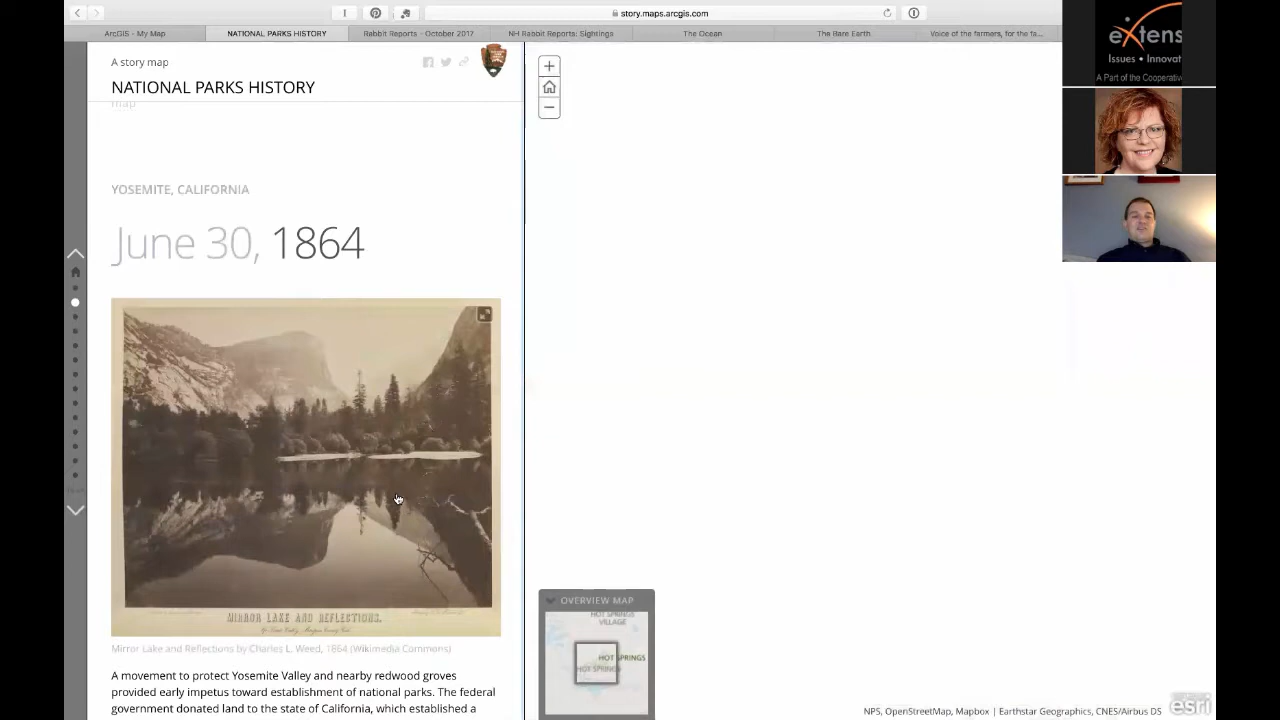 story.maps.arcgis.com
ArcGIS - My Map
NATIONAL PARKS HISTORY
Rabbit Reports - October 2017
NH Rabbit Reports: Sightings
The Ocean
The Bare Earth
Voice of the farmers, for the fa...
eXtens
Issues • Innovat
A Part of the Cooperativ
A story map
NATIONAL PARKS HISTORY
map
YOSEMITE, CALIFORNIA
June 30, 1864
MIRROR LAKE AND REFLECTIONS.
Mirror Lake and Reflections by Charles L. Weed, 1864 (Wikimedia Commons)
A movement to protect Yosemite Valley and nearby redwood groves
provided early impetus toward establishment of national parks. The federal
government donated land to the state of California, which established a
OVERVIEW MAP
HOT SPRINGS
VILLAGE
HOT SPRINGS
HOT SPRINGS
NPS, OpenStreetMap, Mapbox | Earthstar Geographics, CNES/Airbus DS
esri